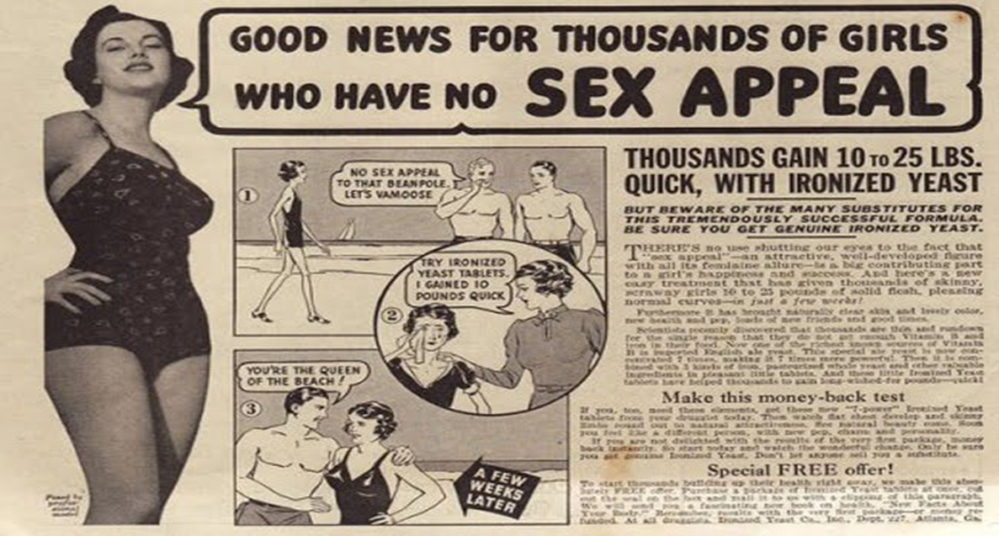 GOOD NEWS FOR THOUSANDS OF GIRLS
WHO HAVE NO SEX APPEAL
1
NO SEX APPEAL
TO THAT BEANPOLE.
LET'S VAMOOSE
TRY IRONIZED
YEAST TABLETS.
I GAINED 10
POUNDS QUICK
2
YOU'RE THE QUEEN
OF THE BEACH!
3
A FEW
WEEKS
LATER
Posed by
profes-
sional
model
THOUSANDS GAIN 10 TO 25 LBS.
QUICK, WITH IRONIZED YEAST
BUT BEWARE OF THE MANY SUBSTITUTES FOR
THIS TREMENDOUSLY SUCCESSFUL FORMULA.
BE SURE YOU GET GENUINE IRONIZED YEAST.
THERE'S no use shutting our eyes to the fact that
"sex appeal"—an attractive, well-developed figure
with all its feminine allure—is a big contributing part
to a girl's happiness and success. And here's a new
easy treatment that has given thousands of skinny,
scrawny girls 10 to 25 pounds of solid flesh, pleasing
normal curves—in just a few weeks!
Furthermore it has brought naturally clear skin and lovely color,
new health and pep, loads of new friends and good times.
Scientists recently discovered that thousands are thin and rundown
for the single reason that they do not get enough Vitamin B and
iron in their food. Now one of the richest known sources of Vitamin
B is imported English ale yeast. This special ale yeast is now con-
centrated 7 times, making it 7 times more powerful. Then it is com-
bined with 3 kinds of iron, pasteurized whole yeast and other valuable
ingredients in pleasant little tablets. And these little Ironized Yeast
tablets have helped thousands to gain long-wished-for pounds—quick!
Make this money-back test
If you, too, need these elements, get these new "7-power" Ironized Yeast
tablets from your druggist today. Then watch flat chest develop and skinny
limbs round out to natural attractiveness. See natural beauty come. Soon
you feel like a different person, with new pep, charm and personality.
If you are not delighted with the results of the very first package, money
back instantly. So start today and watch the wonderful change. Only be sure
you get genuine Ironized Yeast. Don't let anyone sell you a substitute.
Special FREE offer!
To start thousands building up their health right away, we make this abso-
lutely FREE offer. Purchase a package of Ironized Yeast tablets at once, cut
out the seal on the box and mail it to us with a clipping of this paragraph.
We will send you a fascinating new book on health, "New Facts About
Your Body." Remember, results with the very first package—or money re-
funded. At all druggists. Ironized Yeast Co., Inc., Dept. 227, Atlanta, Ga.